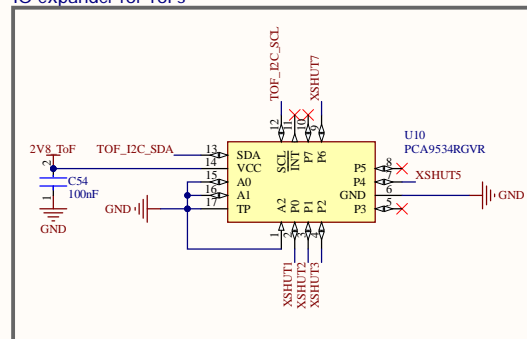 IO expander for ToFs
TOF_I2C_SCL
XSHUT7
12
11
10
9
SCL
INT
P7
P6
U10
PCA9534RGVR
2V8_ToF
TOF_I2C_SDA
13
SDA
14
VCC
15
A0
16
A1
17
TP
P5
8
P4
7
XSHUT5
GND
6
GND
P3
5
2
C54
100nF
1
GND
GND
A2
P0
P1
P2
1
2
3
4
XSHUT1
XSHUT2
XSHUT3